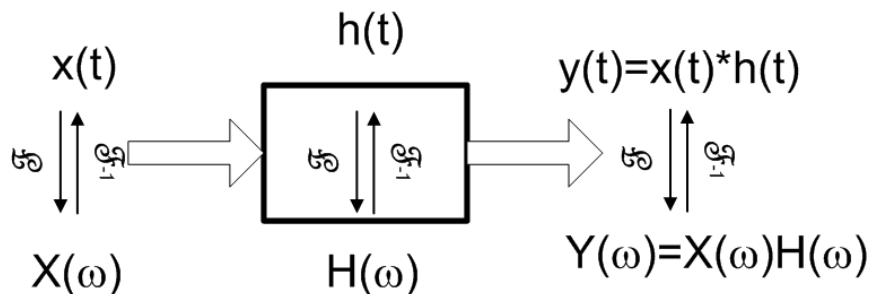 h(t)
x(t)
y(t)=x(t)*h(t)
ℱ
ℱ-1
ℱ
ℱ-1
ℱ
ℱ-1
X(ω)
H(ω)
Y(ω)=X(ω)H(ω)